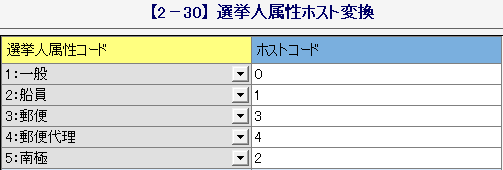 【2－30】選挙人属性ホスト変換
選挙人属性コード ホストコード
1:一般 0
2:船員 1
3:郵便 3
4:郵便代理 4
5:南極 2